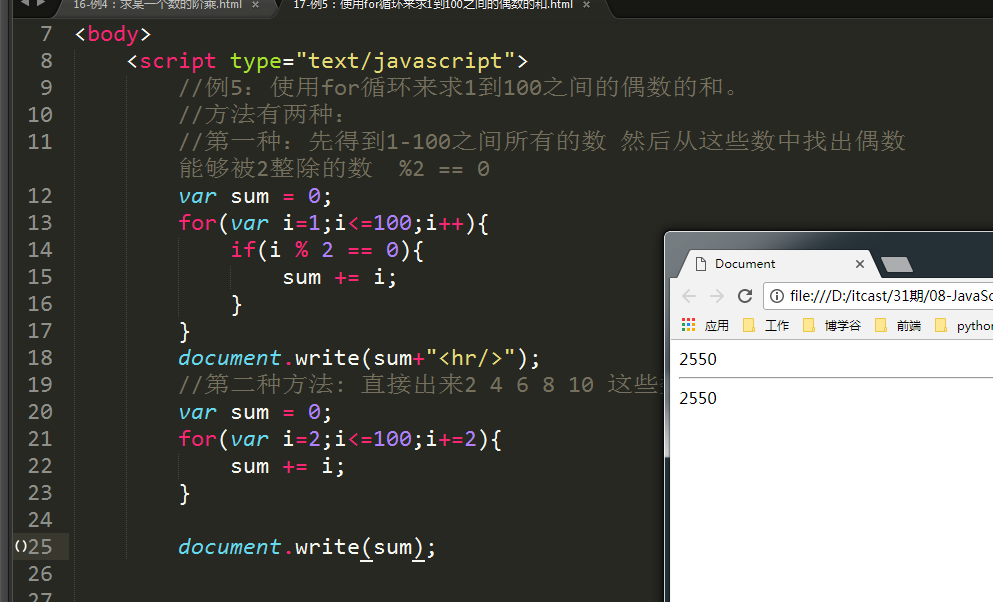 16-例4：求某一个数的阶乘.html ×
17-例5：使用for循环来求1到100之间的偶数的和.html ×
7 <body>
8 <script type="text/javascript">
9 //例5：使用for循环来求1到100之间的偶数的和。
10 //方法有两种：
11 //第一种：先得到1-100之间所有的数 然后从这些数中找出偶数
能够被2整除的数  %2 == 0
12 var sum = 0;
13 for(var i=1;i<=100;i++){
14 if(i % 2 == 0){
15 sum += i;
16 }
17 }
18 document.write(sum+"<hr/>");
19 //第二种方法：直接出来2 4 6 8 10 这些
20 var sum = 0;
21 for(var i=2;i<=100;i+=2){
22 sum += i;
23 }
24
25 document.write(sum);
26
27
Document ×
file:///D:/itcast/31期/08-JavaSc
应用 工作 博学谷 前端 python
2550
2550